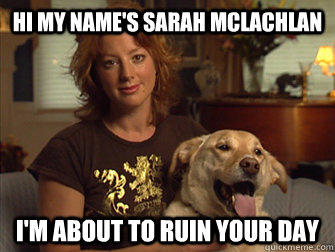 HI MY NAME'S SARAH MCLACHLAN
I'M ABOUT TO RUIN YOUR DAY
quickmeme.com